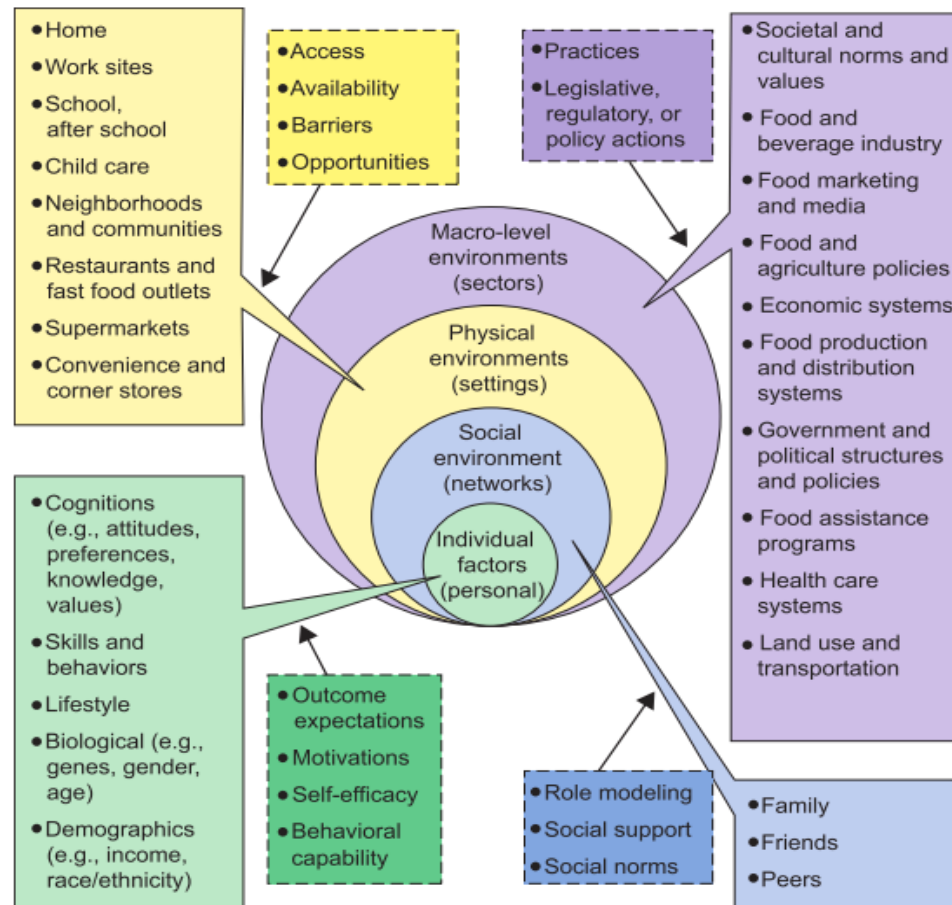 • Home
• Work sites
• School,
after school
• Child care
• Neighborhoods
and communities
• Restaurants and
fast food outlets
• Supermarkets
• Convenience and
corner stores
• Access
• Availability
• Barriers
• Opportunities
• Practices
• Legislative,
regulatory, or
policy actions
• Societal and
cultural norms and
values
• Food and
beverage industry
• Food marketing
and media
• Food and
agriculture policies
• Economic systems
• Food production
and distribution
systems
• Government and
political structures
and policies
• Food assistance
programs
• Health care
systems
• Land use and
transportation
Macro-level
environments
(sectors)
Physical
environments
(settings)
Social
environment
(networks)
Individual
factors
(personal)
• Cognitions
(e.g., attitudes,
preferences,
knowledge,
values)
• Skills and
behaviors
• Lifestyle
• Biological (e.g.,
genes, gender,
age)
• Demographics
(e.g., income,
race/ethnicity)
• Outcome
expectations
• Motivations
• Self-efficacy
• Behavioral
capability
• Role modeling
• Social support
• Social norms
• Family
• Friends
• Peers